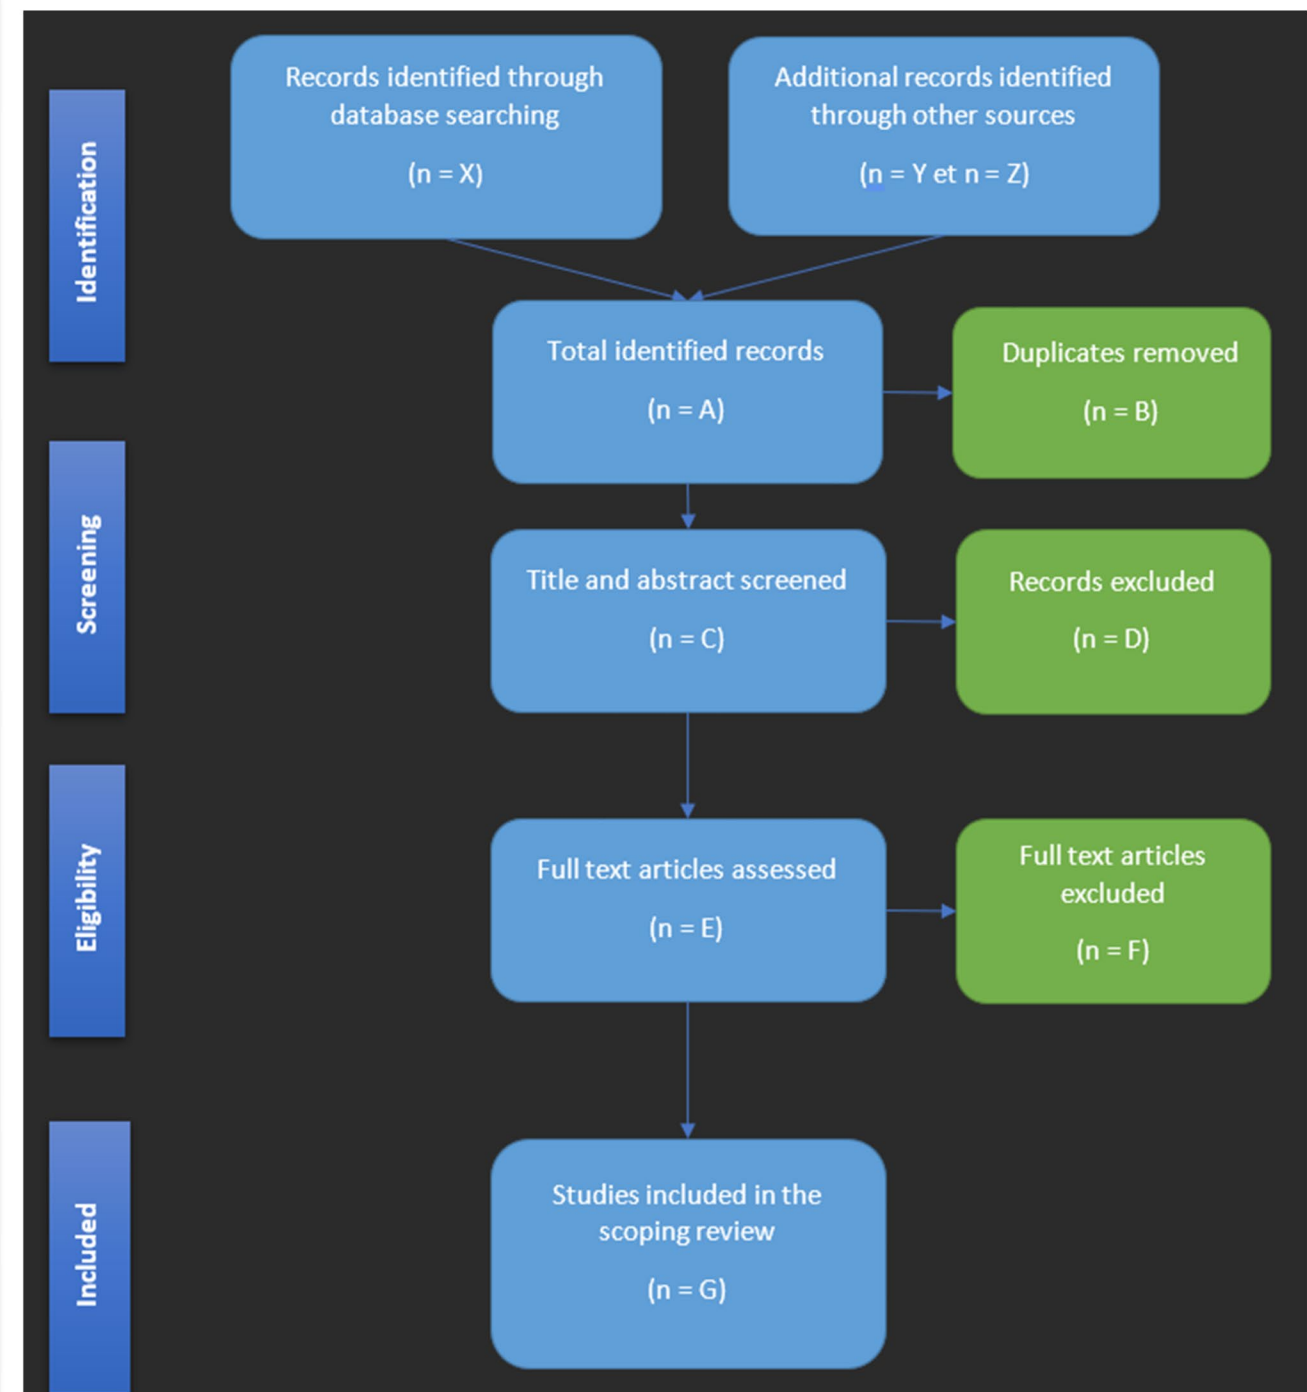 Identification
Records identified through
database searching
(n = X)
Additional records identified
through other sources
(n = Y et n = Z)
Total identified records
(n = A)
Duplicates removed
(n = B)
Screening
Title and abstract screened
(n = C)
Records excluded
(n = D)
Eligibility
Full text articles assessed
(n = E)
Full text articles
excluded
(n = F)
Included
Studies included in the
scoping review
(n = G)